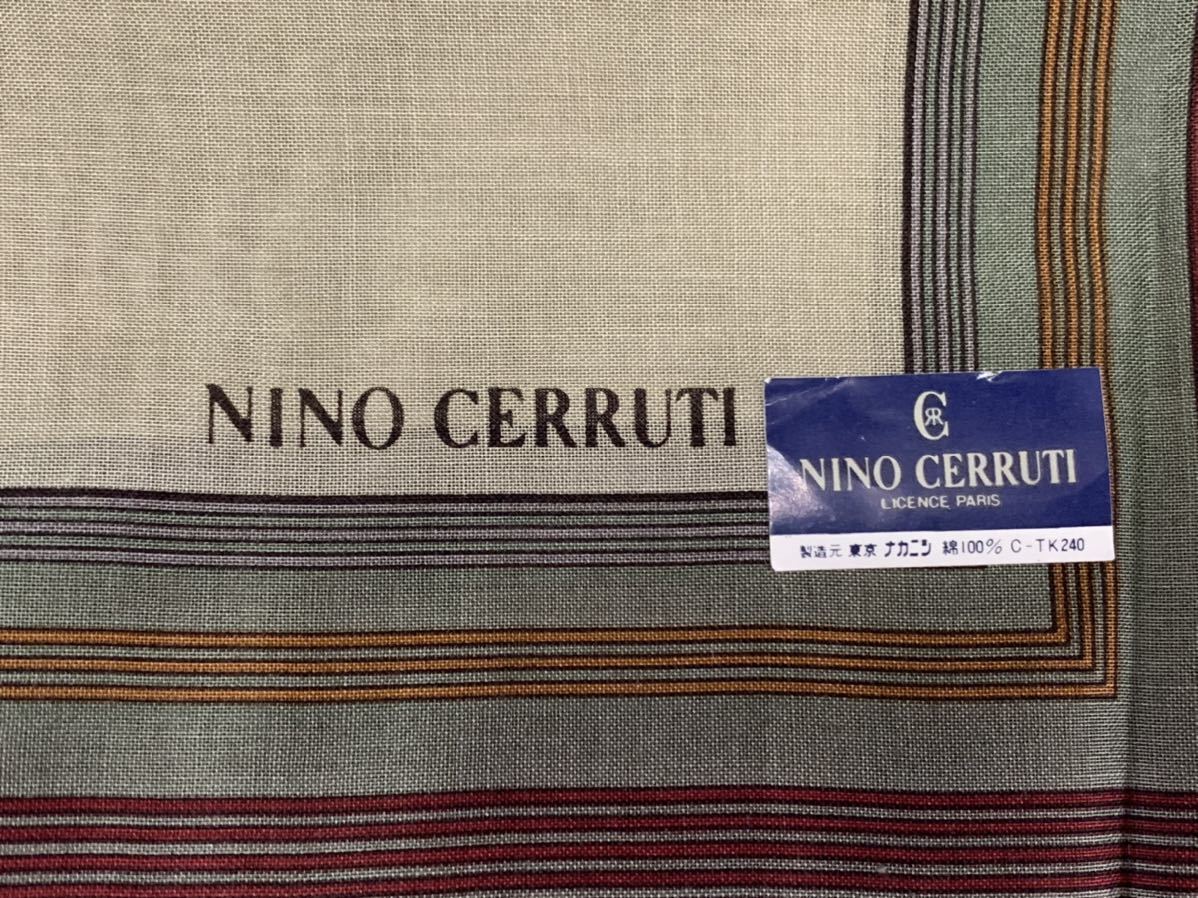 NINO CERRUTI
CRR
NINO CERRUTI
LICENCE PARIS
製造元 東京 ナカニシ 綿100% C-TK240